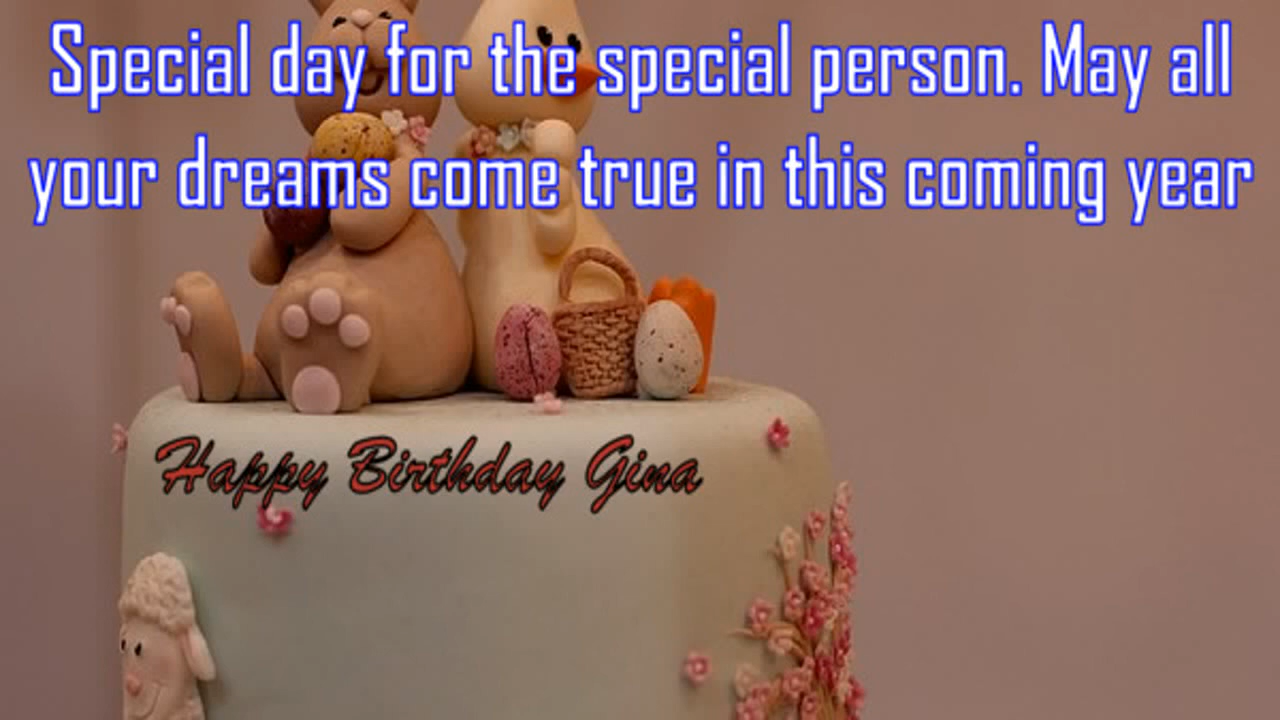 Special day for the special person. May all
your dreams come true in this coming year
Happy Birthday Gina